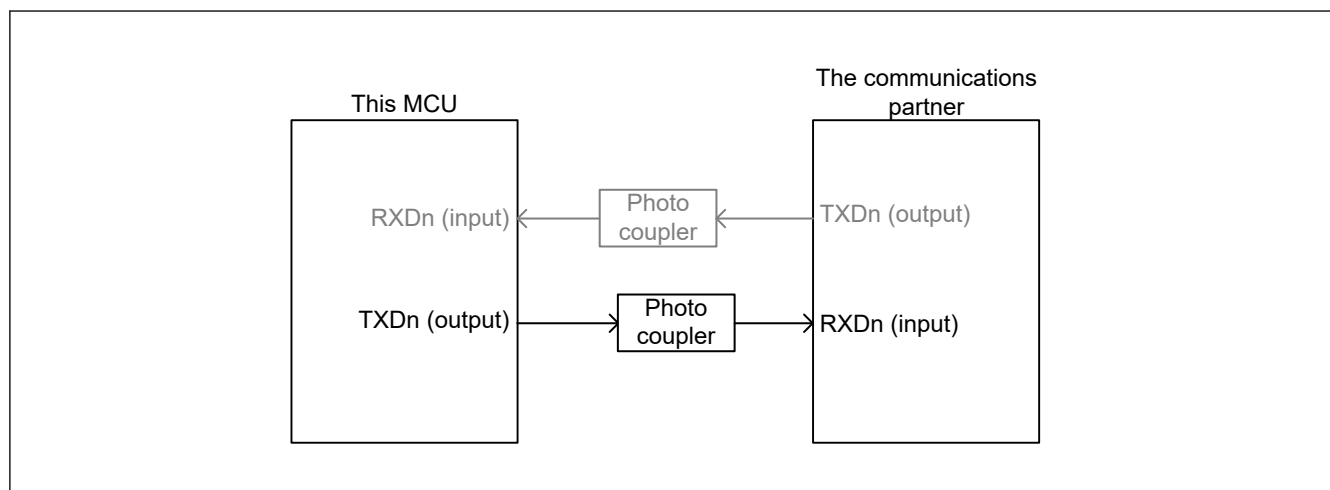 This MCU
The communications
partner
RXDn (input)
Photo
coupler
TXDn (output)
TXDn (output)
Photo
coupler
RXDn (input)